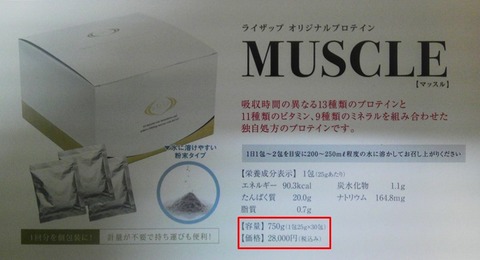 ライザップ オリジナルプロテイン
MUSCLE
【マッスル】
吸収時間の異なる13種類のプロテインと
11種類のビタミン、9種類のミネラルを組み合わせた
独自処方のプロテインです。
1日1包～2包を目安に200～250mℓ程度の水に溶かしてお召し上がりください
【栄養成分表示】 1包(25gあたり)
エネルギー 90.3kcal 炭水化物 1.1g
たんぱく質 20.0g ナトリウム 164.8mg
脂質 0.7g
【容量】 750g(1包25g×30包)
【価格】 28,000円(税込み)
水に溶けやすい
粉末タイプ
1回分を個包装に!
計量が不要で持ち運びも便利!